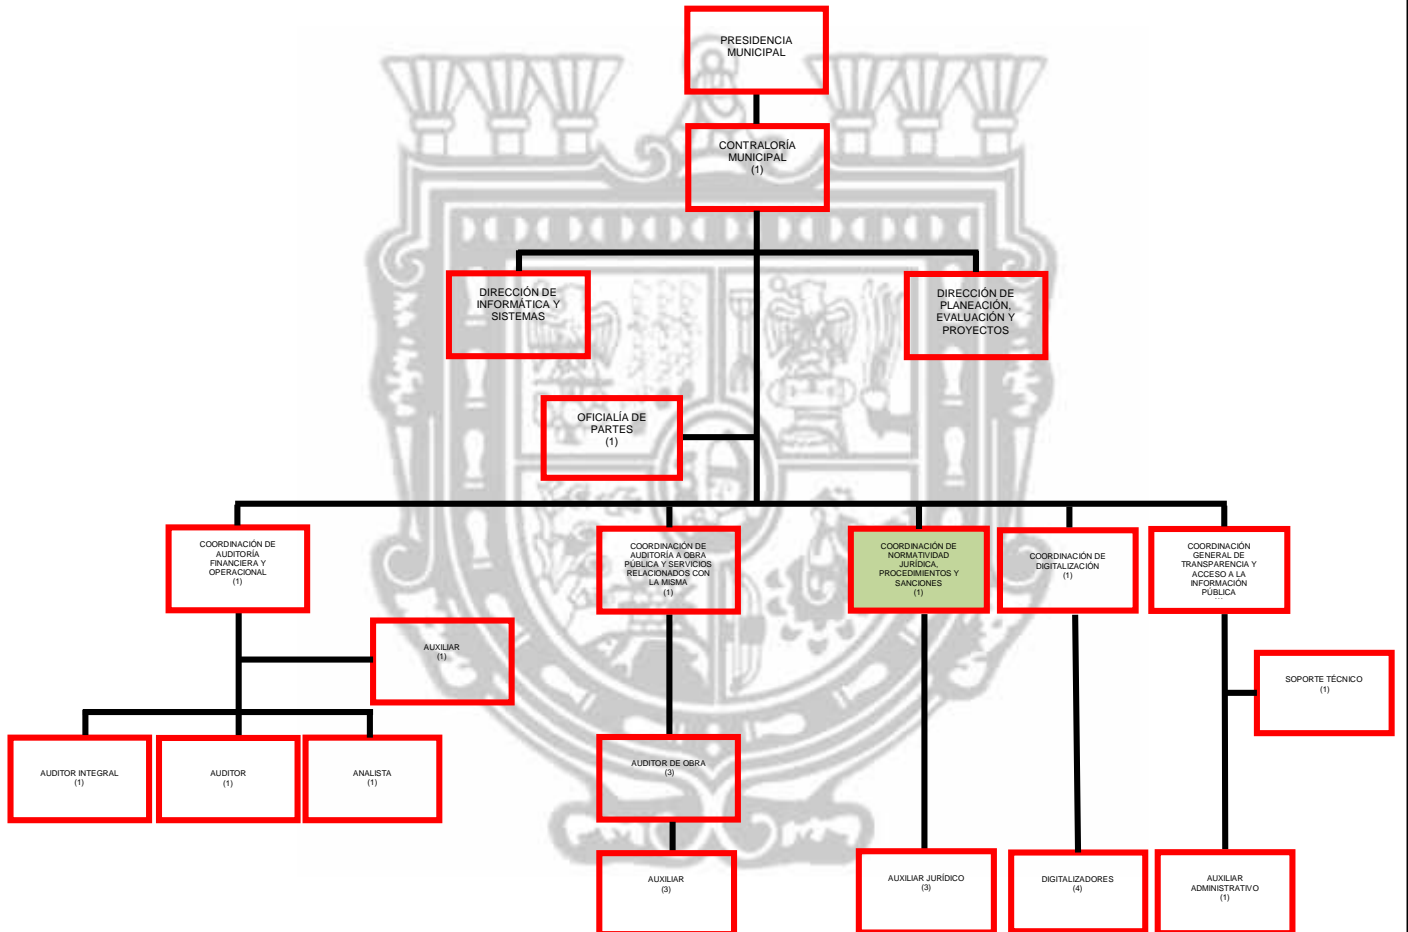 PRESIDENCIA
MUNICIPAL
CONTRALORÍA
MUNICIPAL
(1)
DIRECCIÓN DE
INFORMÁTICA Y
SISTEMAS
DIRECCIÓN DE
PLANEACIÓN,
EVALUACIÓN Y
PROYECTOS
OFICIALÍA DE
PARTES
(1)
COORDINACIÓN DE
AUDITORÍA
FINANCIERA Y
OPERACIONAL
(1)
COORDINACIÓN DE
AUDITORÍA A OBRA
PÚBLICA Y SERVICIOS
RELACIONADOS CON
LA MISMA
(1)
COORDINACIÓN DE
NORMATIVIDAD
JURÍDICA,
PROCEDIMIENTOS Y
SANCIONES
(1)
COORDINACIÓN DE
DIGITALIZACIÓN
(1)
COORDINACIÓN
GENERAL DE
TRANSPARENCIA Y
ACCESO A LA
INFORMACIÓN
PÚBLICA
AUXILIAR
(1)
SOPORTE TÉCNICO
(1)
AUDITOR INTEGRAL
(1)
AUDITOR
(1)
ANALISTA
(1)
AUDITOR DE OBRA
(3)
AUXILIAR
(3)
AUXILIAR JURÍDICO
(3)
DIGITALIZADORES
(4)
AUXILIAR
ADMINISTRATIVO
(1)